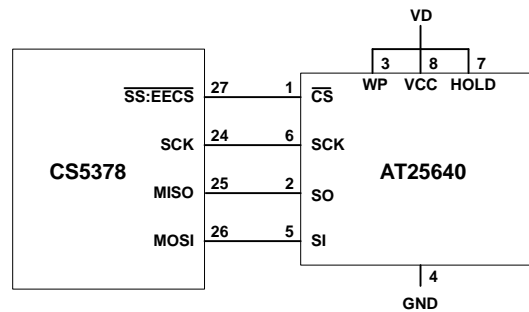 VD
3 8 7
WP VCC HOLD
SS:EECS 27 1 CS
SCK 24 6 SCK
CS5378 AT25640
MISO 25 2 SO
MOSI 26 5 SI
4
GND